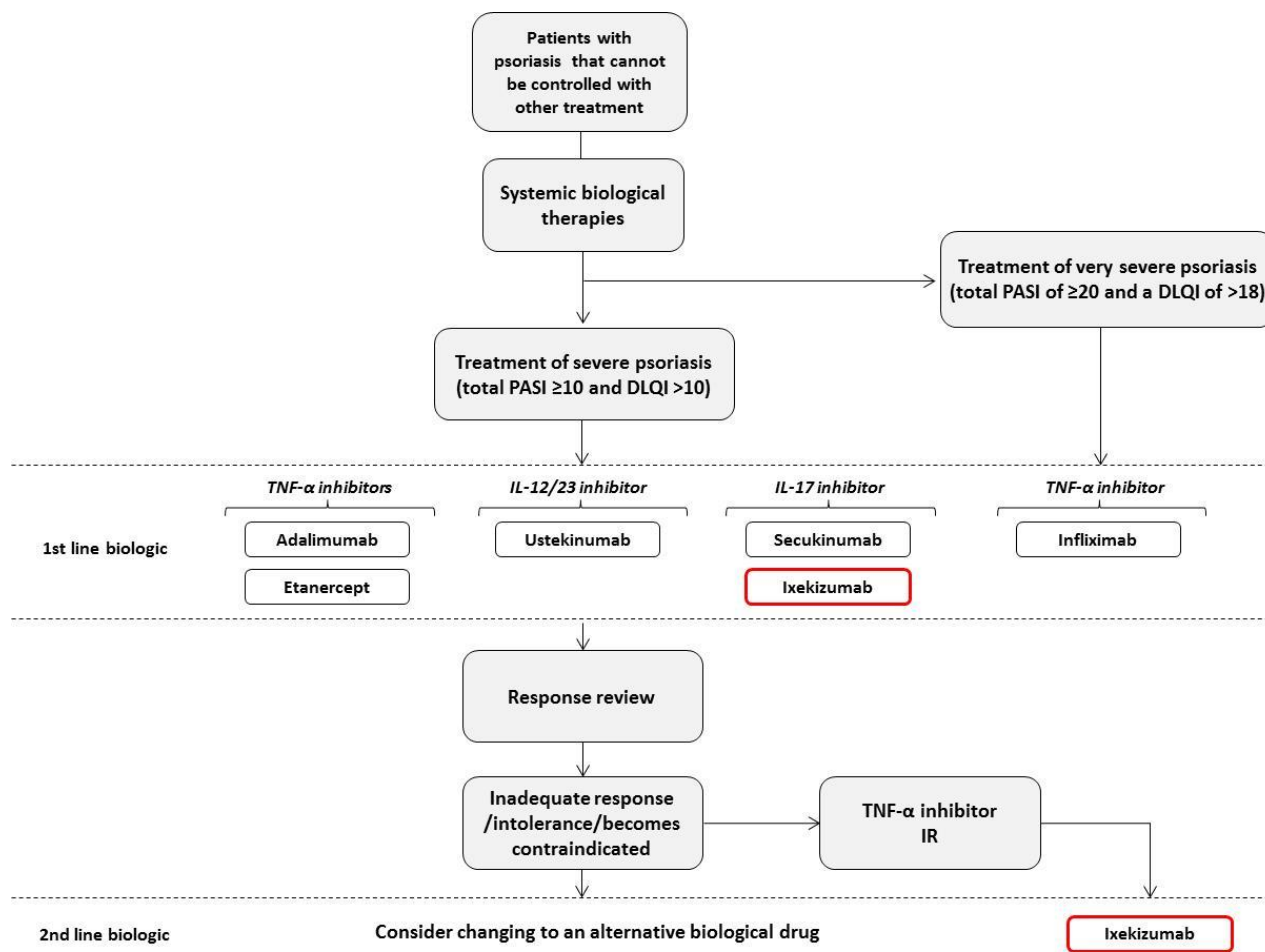 Patients with
psoriasis that cannot
be controlled with
other treatment
Systemic biological
therapies
Treatment of very severe psoriasis
(total PASI of ≥20 and a DLQI of >18)
Treatment of severe psoriasis
(total PASI ≥10 and DLQI >10)
TNF-α inhibitors
IL-12/23 inhibitor
IL-17 inhibitor
TNF-α inhibitor
1st line biologic
Adalimumab
Ustekinumab
Secukinumab
Infliximab
Etanercept
Ixekizumab
Response review
Inadequate response
/intolerance/becomes
contraindicated
TNF-α inhibitor
IR
2nd line biologic
Consider changing to an alternative biological drug
Ixekizumab